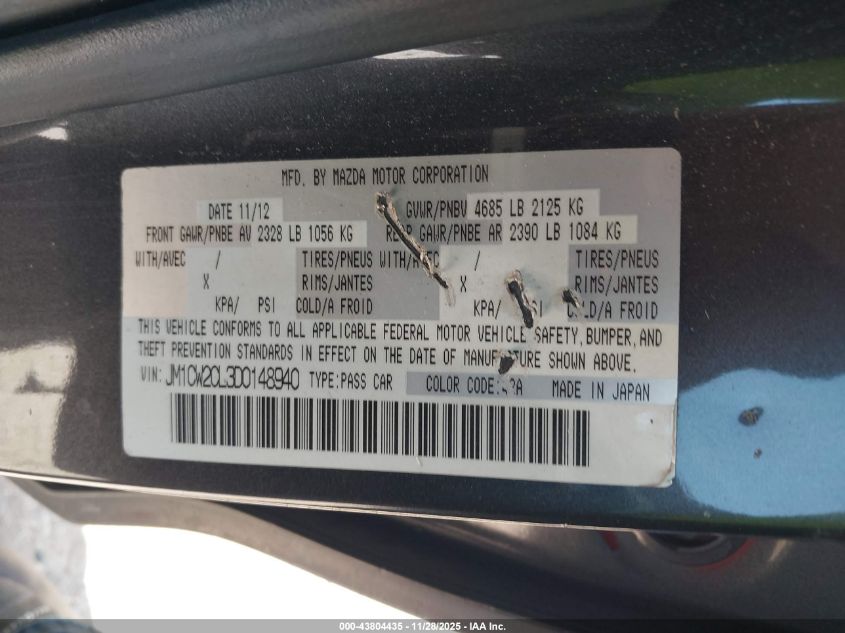 MFD. BY MAZDA MOTOR CORPORATION
DATE 11/12 GVWR/PNBV 4685 LB 2125 KG
FRONT GAWR/PNBE AV 2328 LB 1056 KG REAR GAWR/PNBE AR 2390 LB 1084 KG
WITH/AVEC / TIRES/PNEUS WITH/AVEC / TIRES/PNEUS
X RIMS/JANTES X RIMS/JANTES
KPA/ PSI COLD/A FROID KPA/ PSI COLD/A FROID
THIS VEHICLE CONFORMS TO ALL APPLICABLE FEDERAL MOTOR VEHICLE SAFETY, BUMPER, AND
THEFT PREVENTION STANDARDS IN EFFECT ON THE DATE OF MANUFACTURE SHOWN ABOVE.
VIN: JM1CW2CL3D0148940 TYPE:PASS CAR COLOR CODE: MADE IN JAPAN
000-43804435 - 11/28/2025 - IAA Inc.